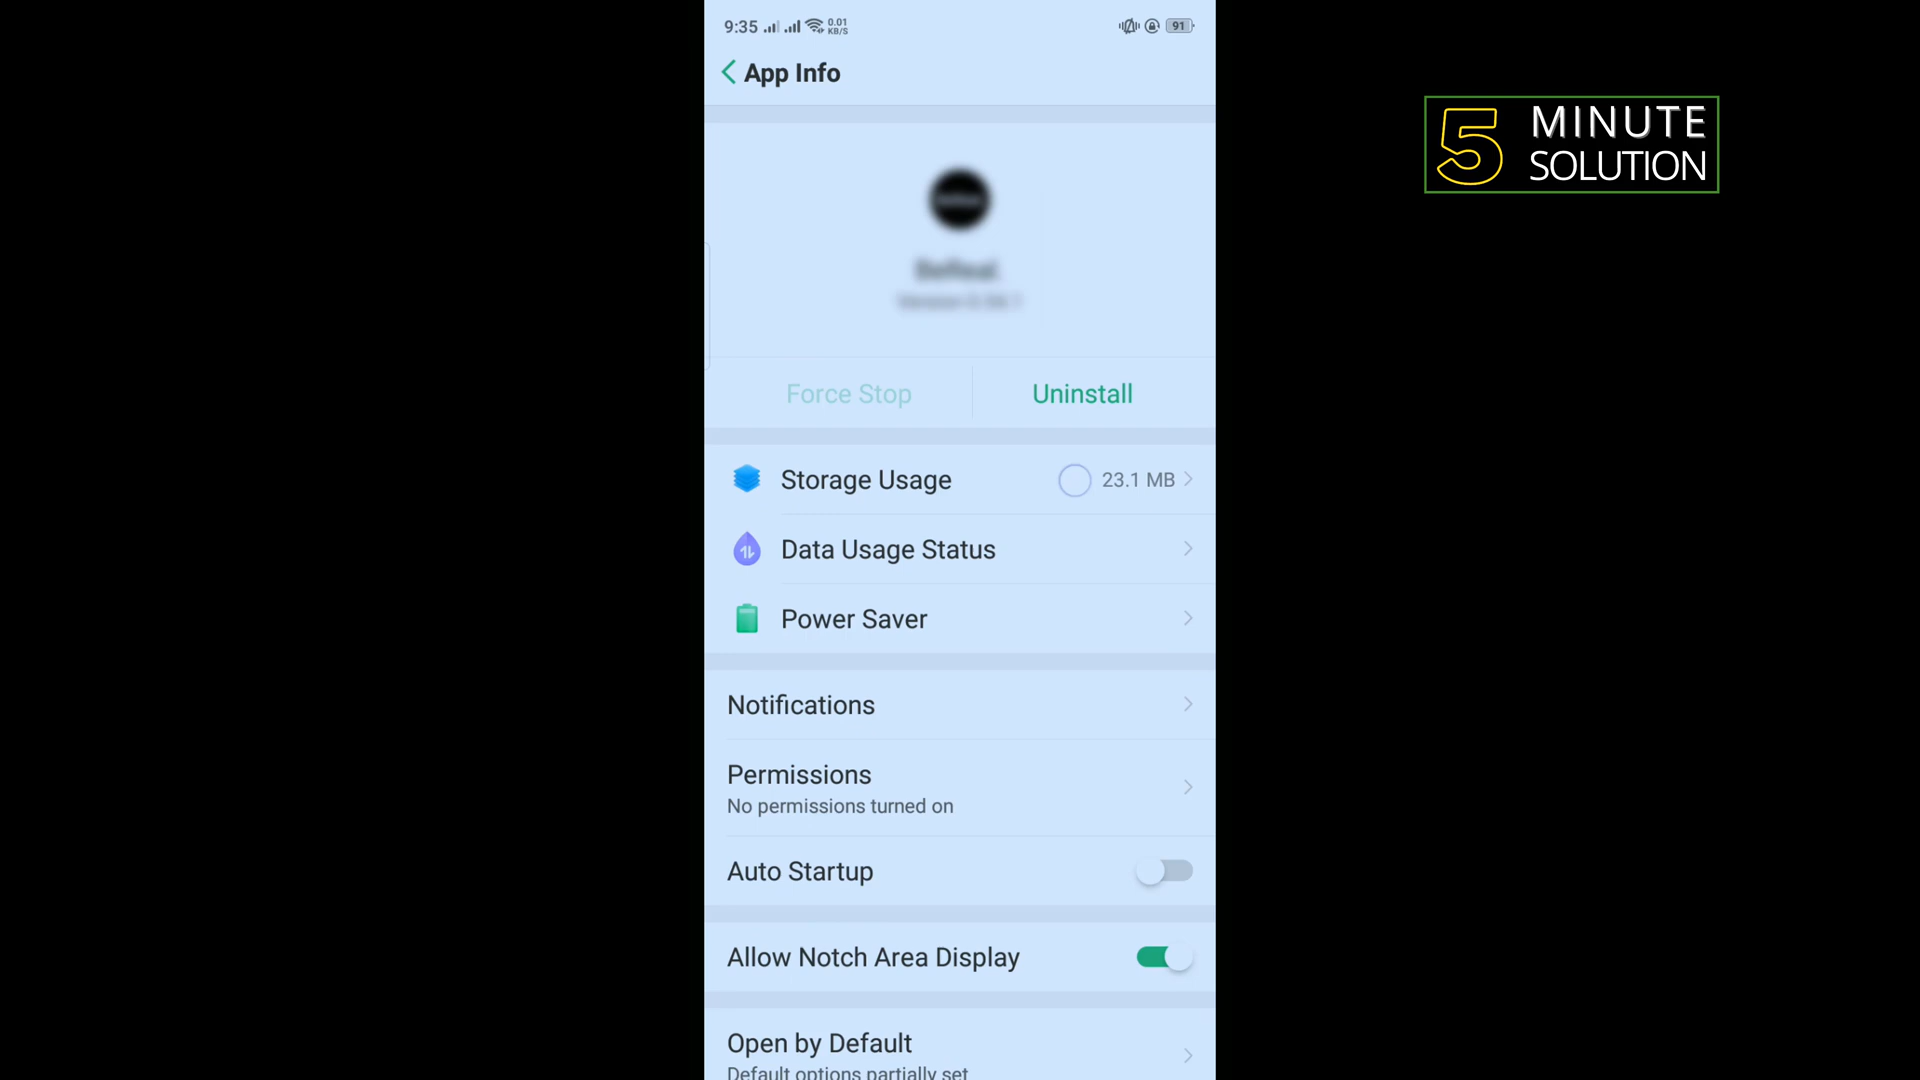 9:35
0.01
KB/S
91
App Info
5 MINUTE
SOLUTION
BeReal.
Force Stop
Uninstall
Storage Usage
23.1 MB
Data Usage Status
Power Saver
Notifications
Permissions
No permissions turned on
Auto Startup
Allow Notch Area Display
Open by Default
Default options partially set